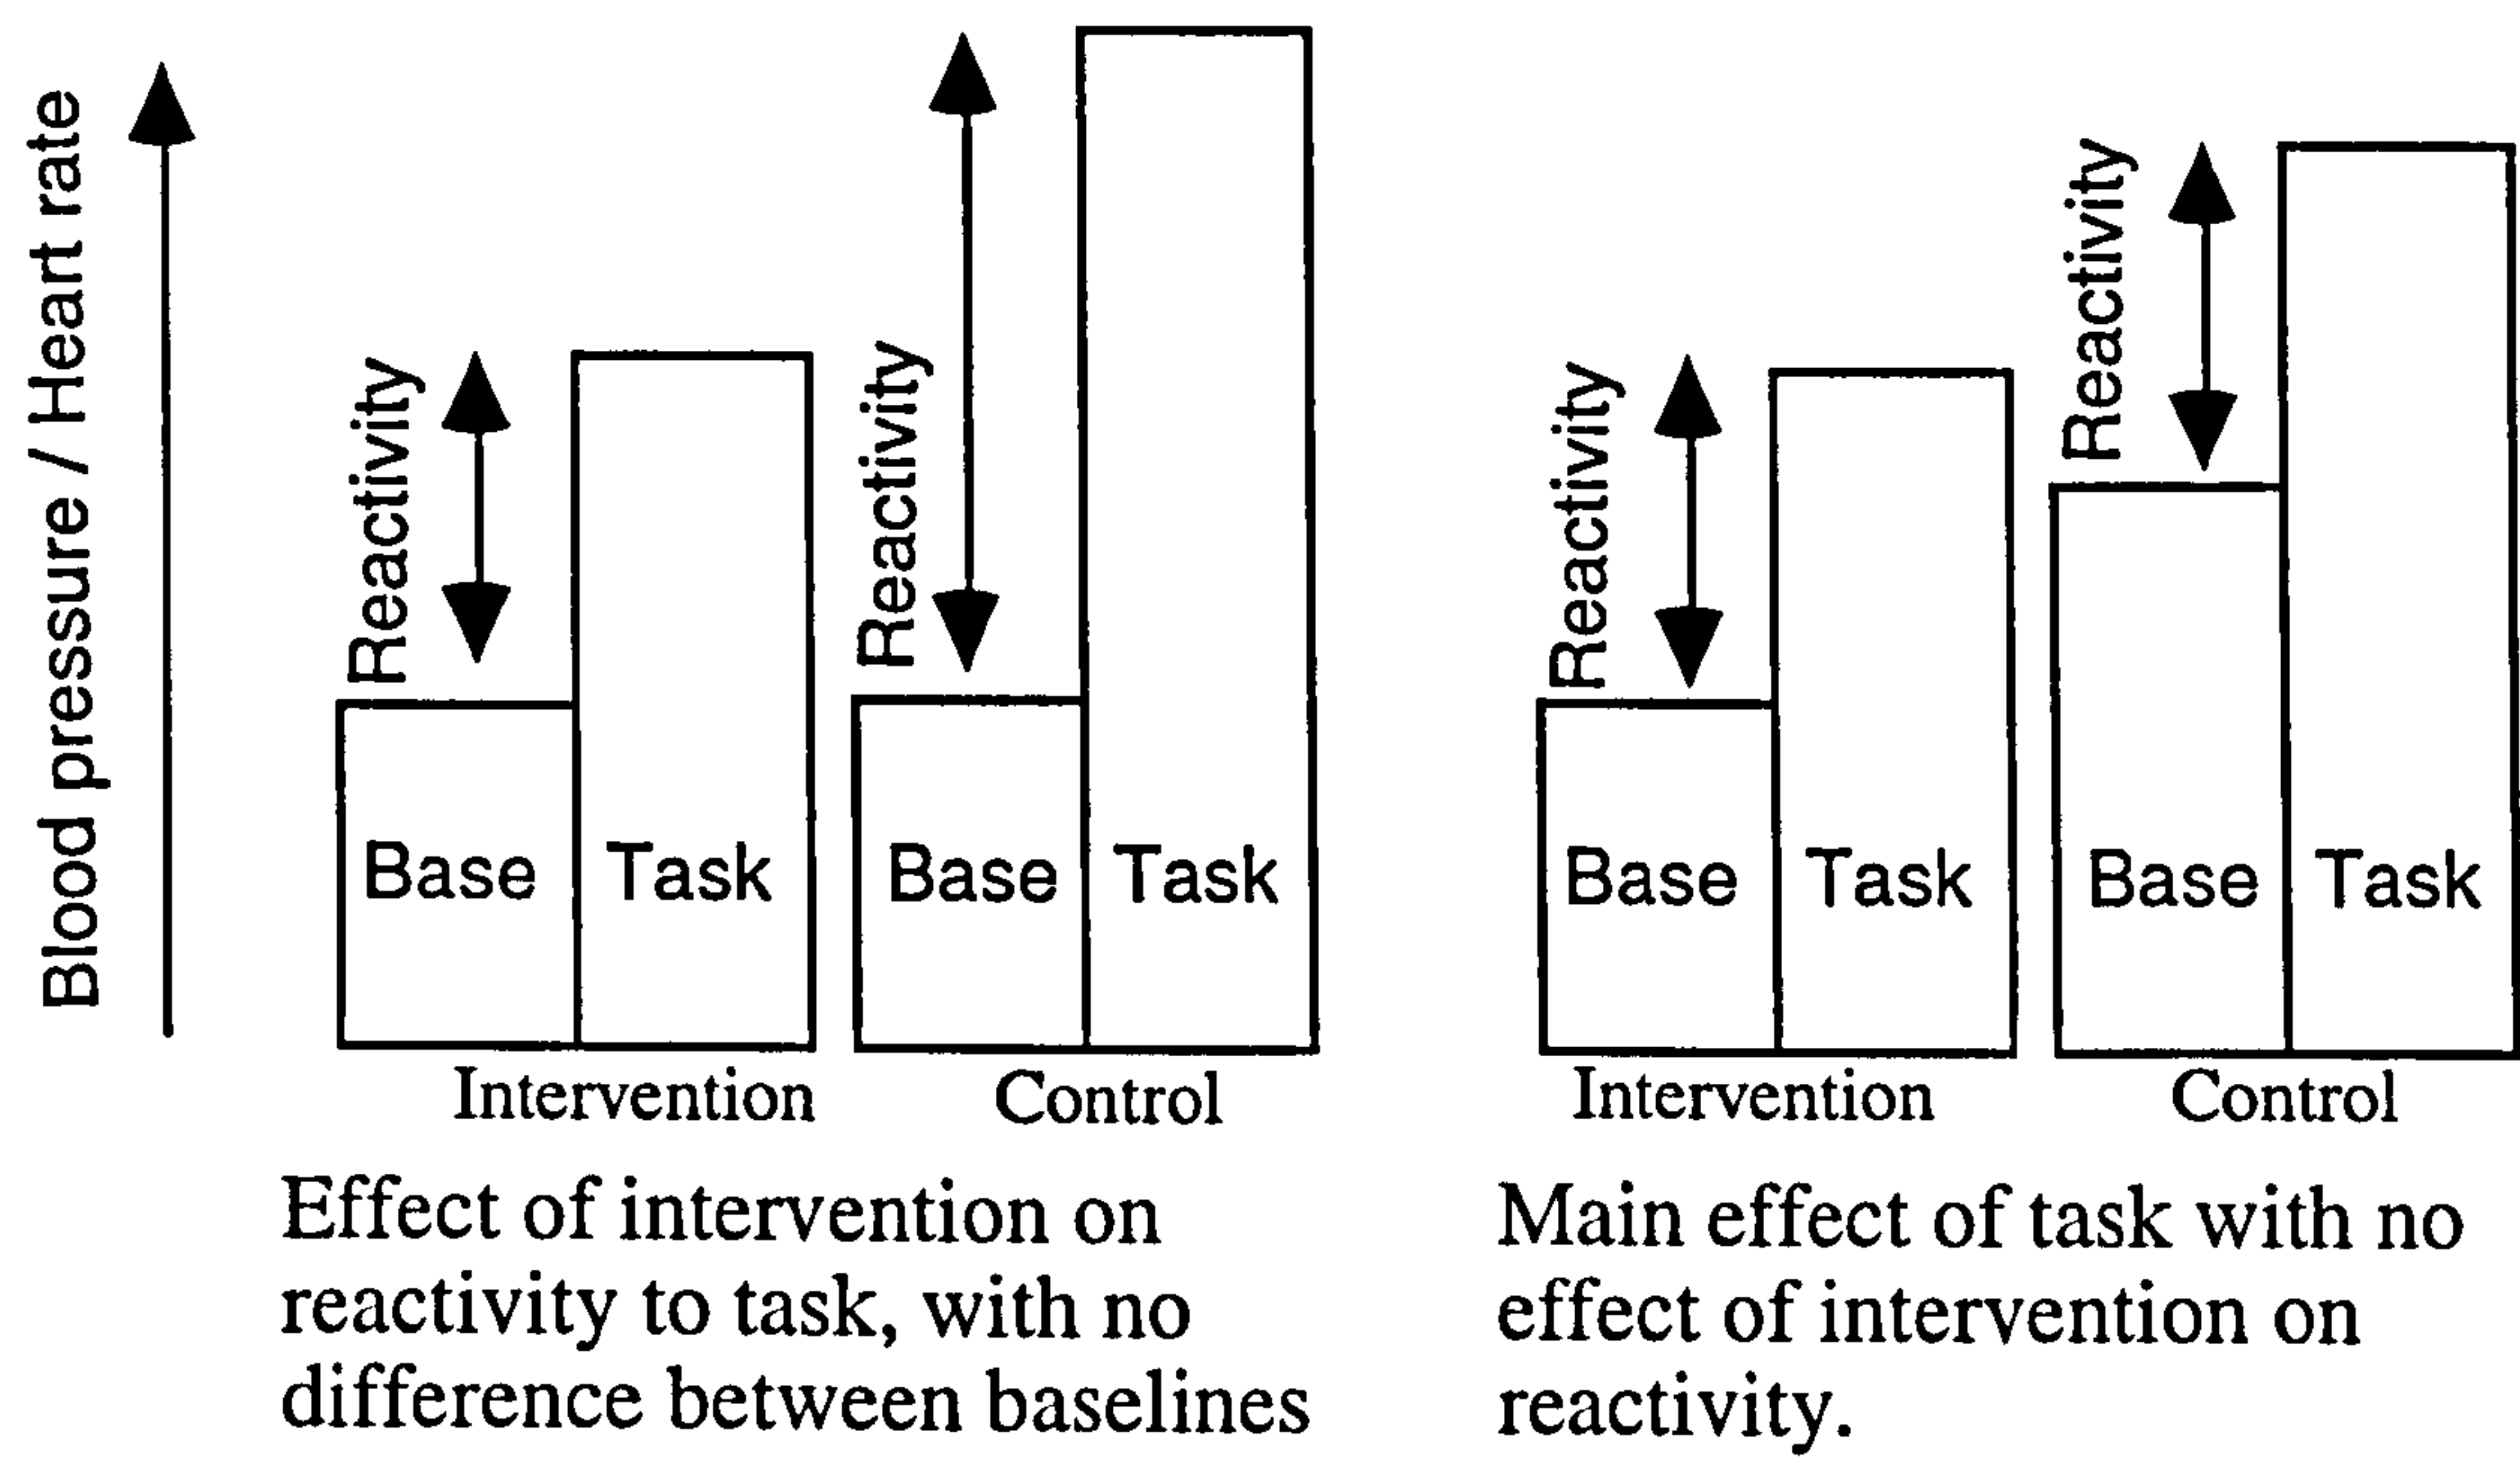 Blood pressure / Heart rate
Reactivity
Base
Task
Reactivity
Base
Task
Intervention
Control
Effect of intervention on
reactivity to task, with no
difference between baselines
Reactivity
Base
Task
Reactivity
Base
Task
Intervention
Control
Main effect of task with no
effect of intervention on
reactivity.